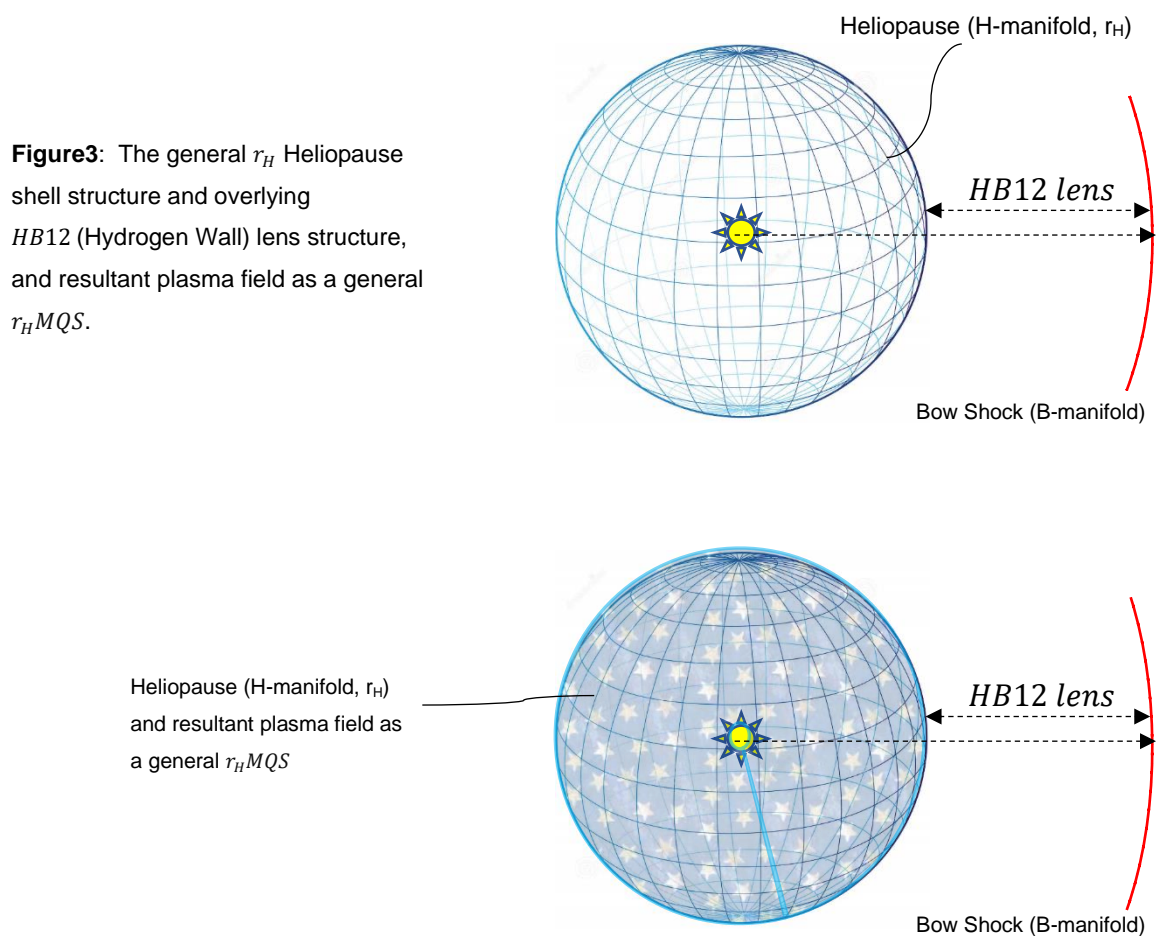 Heliopause (H-manifold, rH)
Figure3: The general rH Heliopause
shell structure and overlying
HB12 (Hydrogen Wall) lens structure,
and resultant plasma field as a general
rHMQS.
HB12 lens
Bow Shock (B-manifold)
Heliopause (H-manifold, rH)
and resultant plasma field as
a general rHMQS
HB12 lens
Bow Shock (B-manifold)